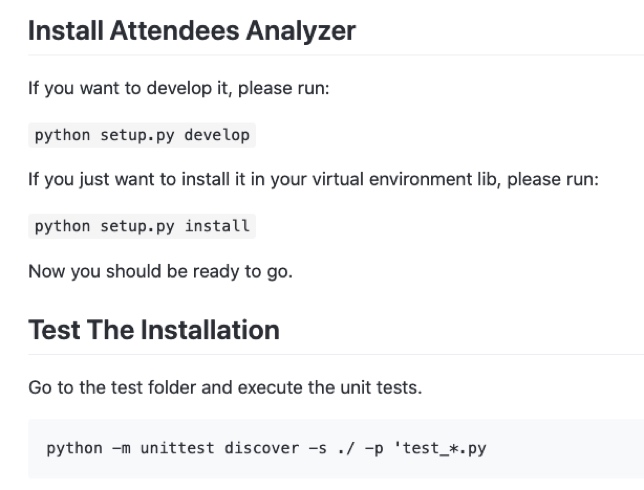 Install Attendees Analyzer
If you want to develop it, please run:
python setup.py develop
If you just want to install it in your virtual environment lib, please run:
python setup.py install
Now you should be ready to go.
Test The Installation
Go to the test folder and execute the unit tests.
python -m unittest discover -s ./ -p 'test_*.py